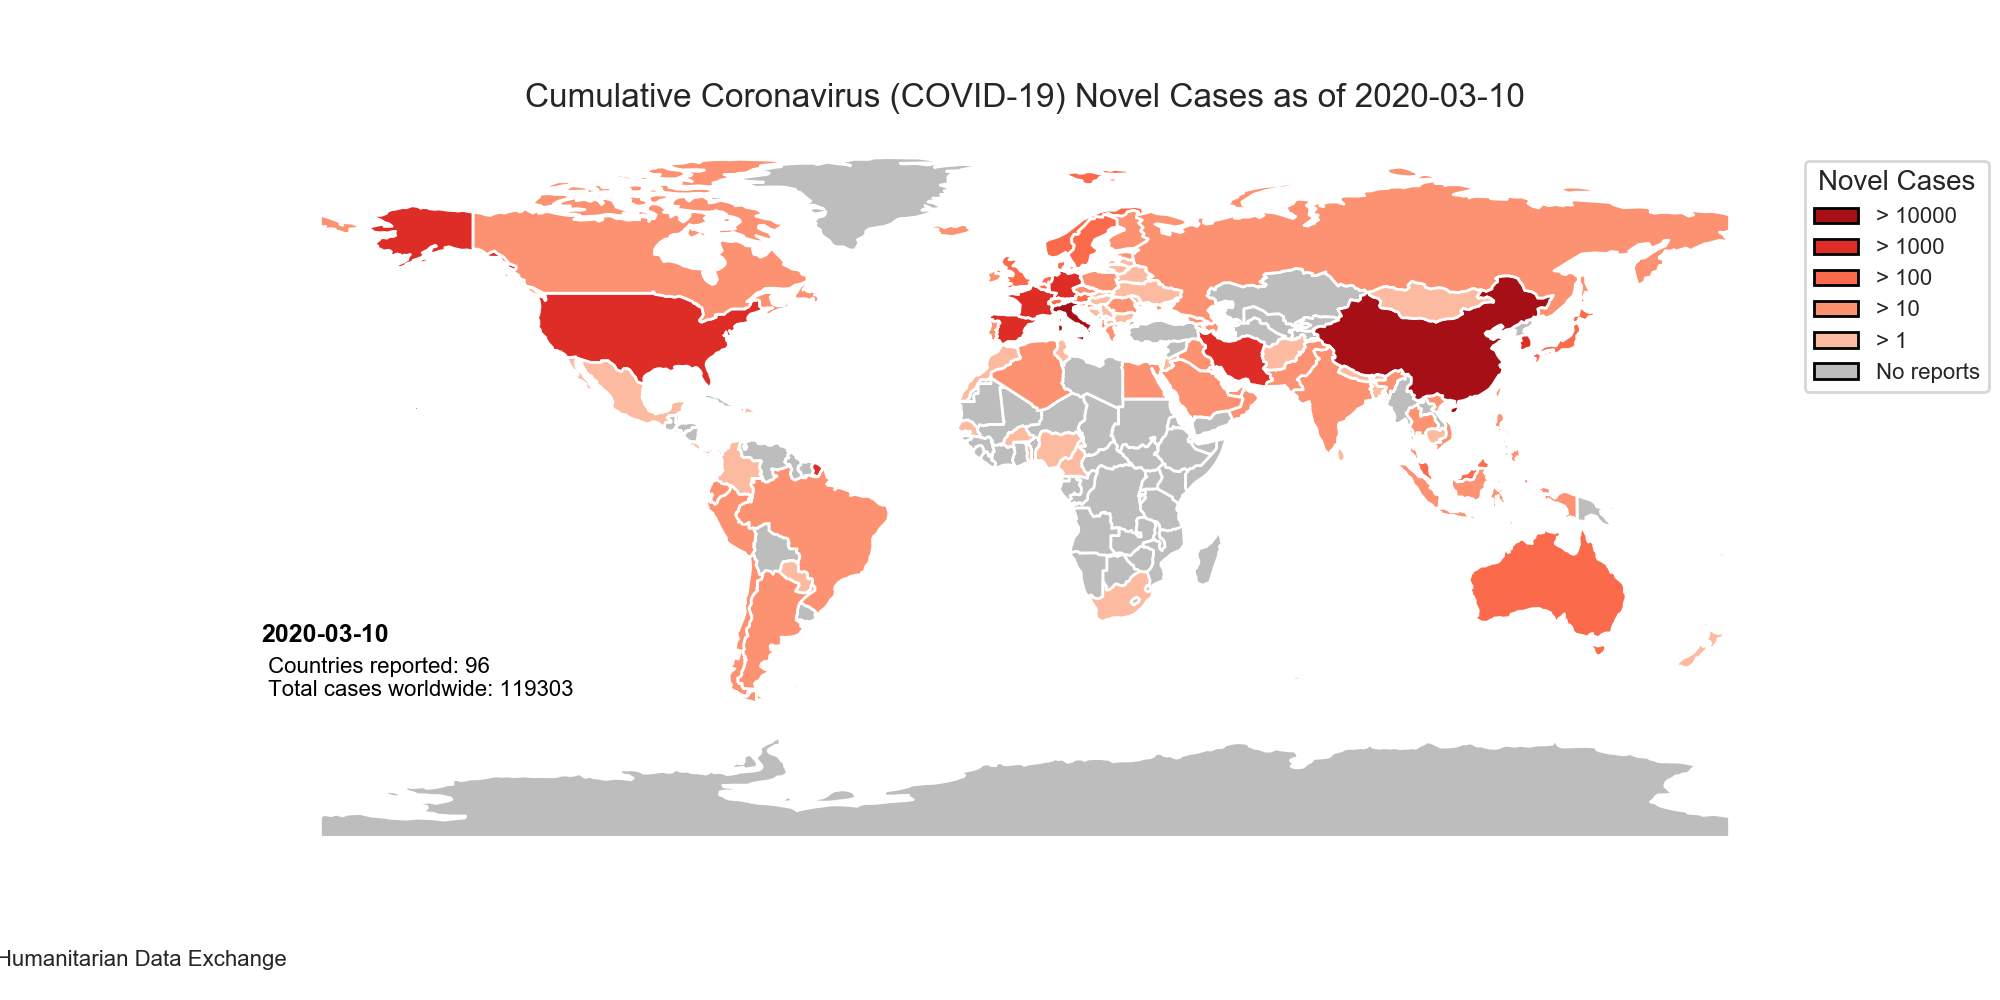 Cumulative Coronavirus (COVID-19) Novel Cases as of 2020-03-10
Novel Cases
> 10000
> 1000
> 100
> 10
> 1
No reports
2020-03-10
Countries reported: 96
Total cases worldwide: 119303
Humanitarian Data Exchange